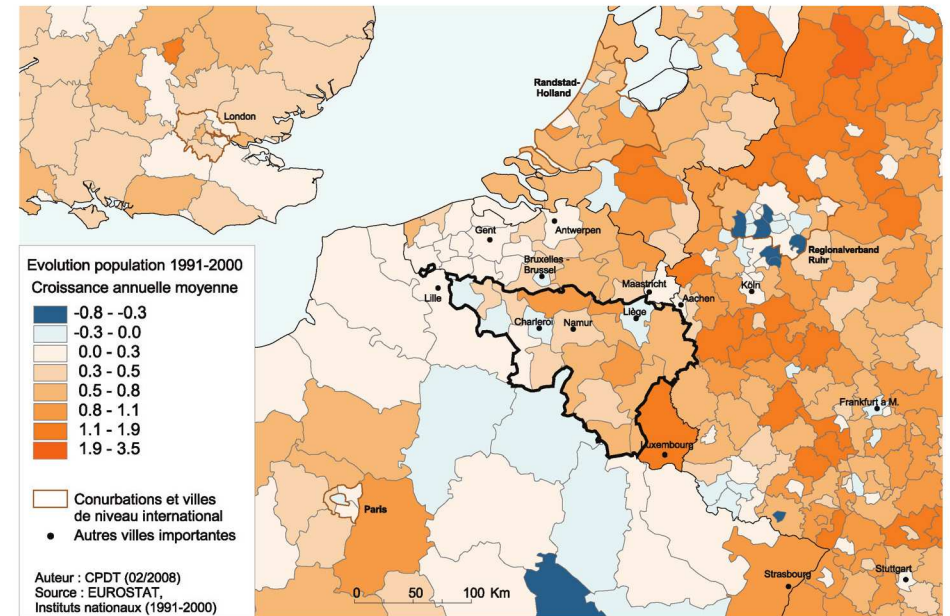 London
Randstad-
Holland
Gent
Antwerpen
Bruxelles -
Brussel
Regionalverband
Ruhr
Maastricht
Köln
Lille
Aachen
Charleroi
Namur
Liège
Frankfurt a M.
Luxembourg
Paris
Strasbourg
Stuttgart
Evolution population 1991-2000
Croissance annuelle moyenne
-0.8 - -0.3
-0.3 - 0.0
0.0 - 0.3
0.3 - 0.5
0.5 - 0.8
0.8 - 1.1
1.1 - 1.9
1.9 - 3.5
Conurbations et villes
de niveau international
Autres villes importantes
Auteur : CPDT (02/2008)
Source : EUROSTAT,
Instituts nationaux (1991-2000)
0 50 100 Km